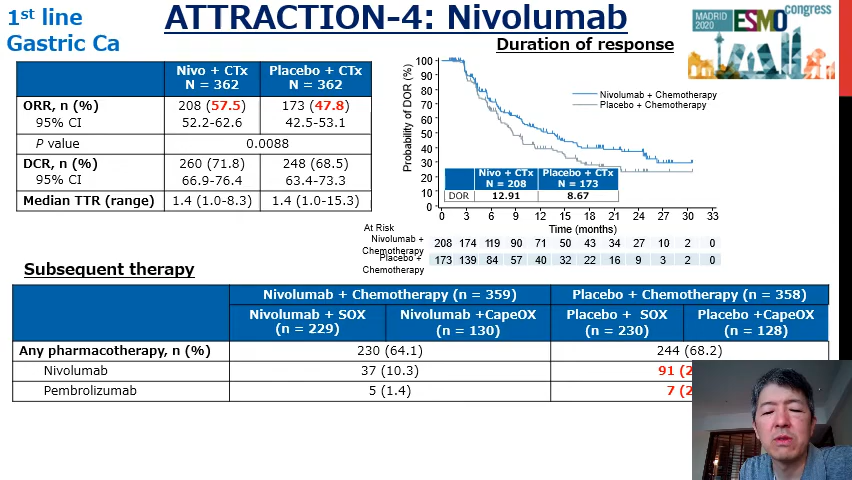 1st line
Gastric Ca
ATTRACTION-4: Nivolumab
MADRID
2020
ESMO
congress
Nivo + CTx
N = 362
Placebo + CTx
N = 362
ORR, n (%) 208 (57.5) 173 (47.8)
95% CI 52.2-62.6 42.5-53.1
P value 0.0088
DCR, n (%) 260 (71.8) 248 (68.5)
95% CI 66.9-76.4 63.4-73.3
Median TTR (range) 1.4 (1.0-8.3) 1.4 (1.0-15.3)
Duration of response
Probability of DOR (%)
100
90
80
70
60
50
40
30
20
10
0
Nivolumab + Chemotherapy
Placebo + Chemotherapy
Nivo + CTx
N = 208
Placebo + CTx
N = 173
DOR 12.91 8.67
0 3 6 9 12 15 18 21 24 27 30 33
Time (months)
At Risk
Nivolumab +
Chemotherapy
208 174 119 90 71 50 43 34 27 10 2 0
Placebo +
Chemotherapy
173 139 84 57 40 32 22 16 9 3 2 0
Subsequent therapy
Nivolumab + Chemotherapy (n = 359) Placebo + Chemotherapy (n = 358)
Nivolumab + SOX
(n = 229)
Nivolumab +CapeOX
(n = 130)
Placebo + SOX
(n = 230)
Placebo +CapeOX
(n = 128)
Any pharmacotherapy, n (%) 230 (64.1) 244 (68.2)
Nivolumab 37 (10.3) 91 (2
Pembrolizumab 5 (1.4) 7 (2